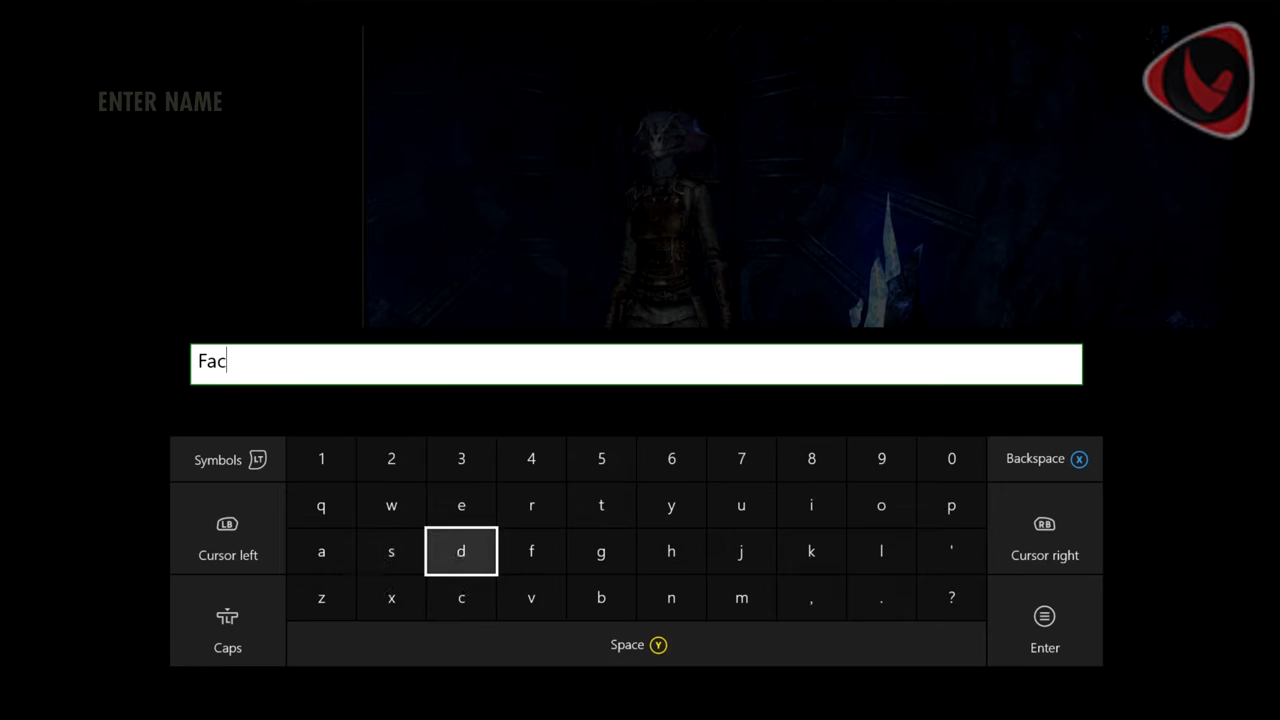 ENTER NAME
Fac
Symbols LT 1 2 3 4 5 6 7 8 9 0 Backspace X
q w e r t y u i o p
LB RB
Cursor left a s d f g h j k l ' Cursor right
z x c v b n m , . ?
Caps Space Y Enter